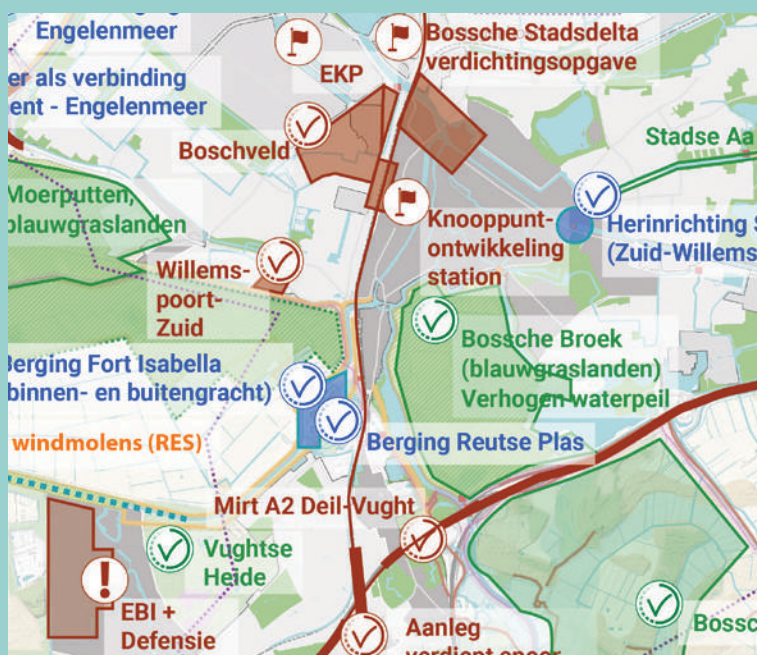 Engelenmeer
er als verbinding
ent - Engelenmeer
EKP
Bossche Stadsdelta
verdichtingsopgave
Boschveld
Stadse Aa
Moerputten,
blauwgraslanden
Knooppunt-
ontwikkeling
station
Herinrichting S
(Zuid-Willems
Willems-
poort-
Zuid
Bossche Broek
(blauwgraslanden)
Verhogen waterpeil
Berging Fort Isabella
binnen- en buitengracht)
windmolens (RES)
Berging Reutse Plas
Mirt A2 Deil-Vught
Vughtse
Heide
EBI +
Defensie
Aanleg
verdiept spoor
Bossc